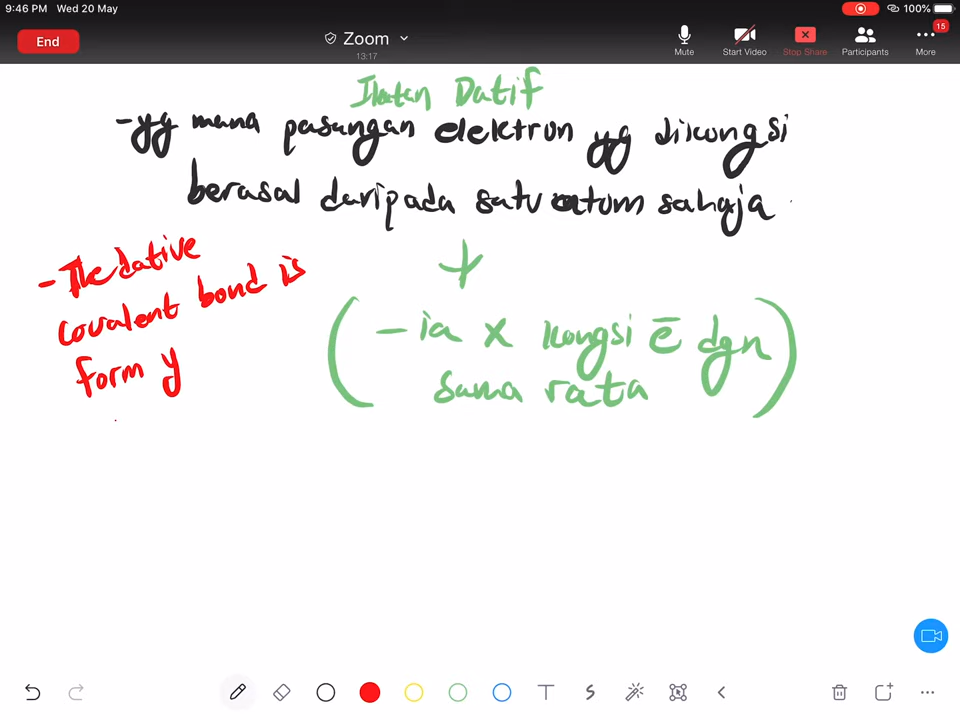 9:46 PM Wed 20 May
100%
End
Zoom
13:17
Mute
Start Video
Stop Share
Participants
15
More
Ikatan Datif
-yg mana pasangan elektron yg dikongsi
berasal daripada satu atom sahaja
+
- The dative
covalent bond is
form y
(- ia x kongsi ē dgn
sama rata)
T